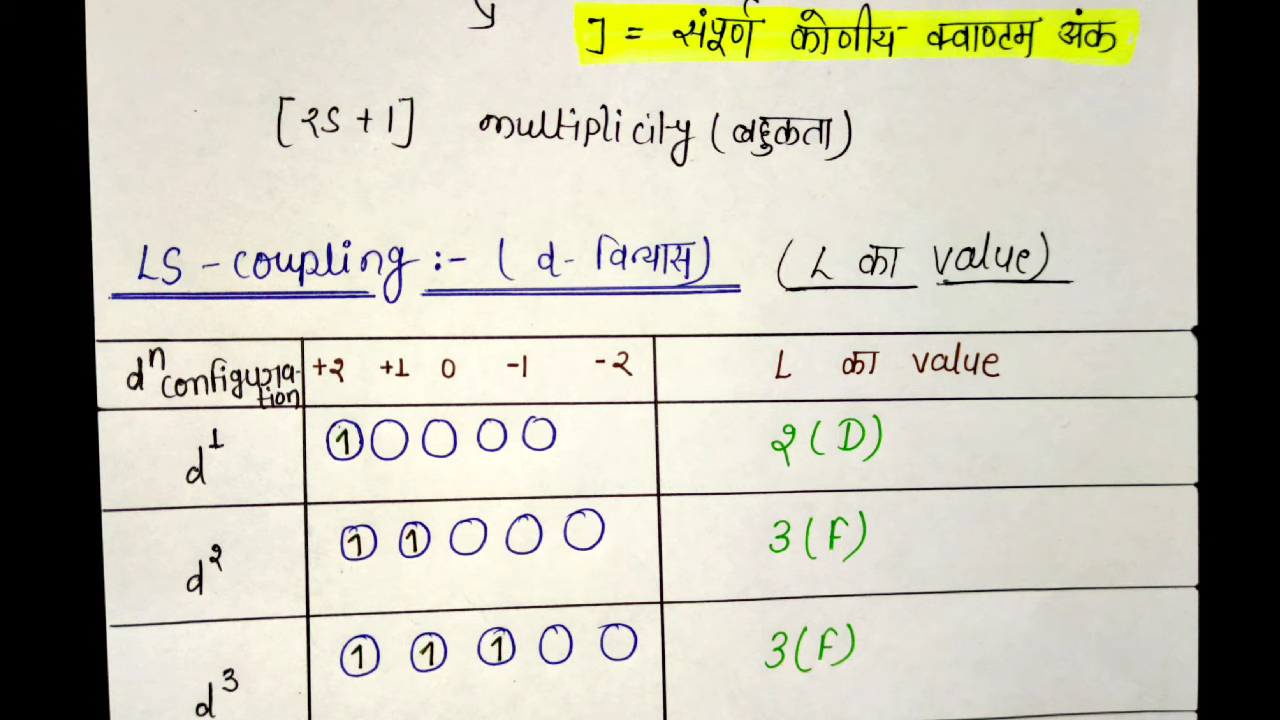 J = संपूर्ण कोणीय क्वाण्टम अंक
[2S + 1] multiplicity (बहुकता)
LS - coupling :- ( d - विन्यास) (L का value)
dⁿ configuration +2 +1 0 -1 -2 L का value
d¹ 1 2 (D)
d² 1 1 3 (F)
d³ 1 1 1 3 (F)